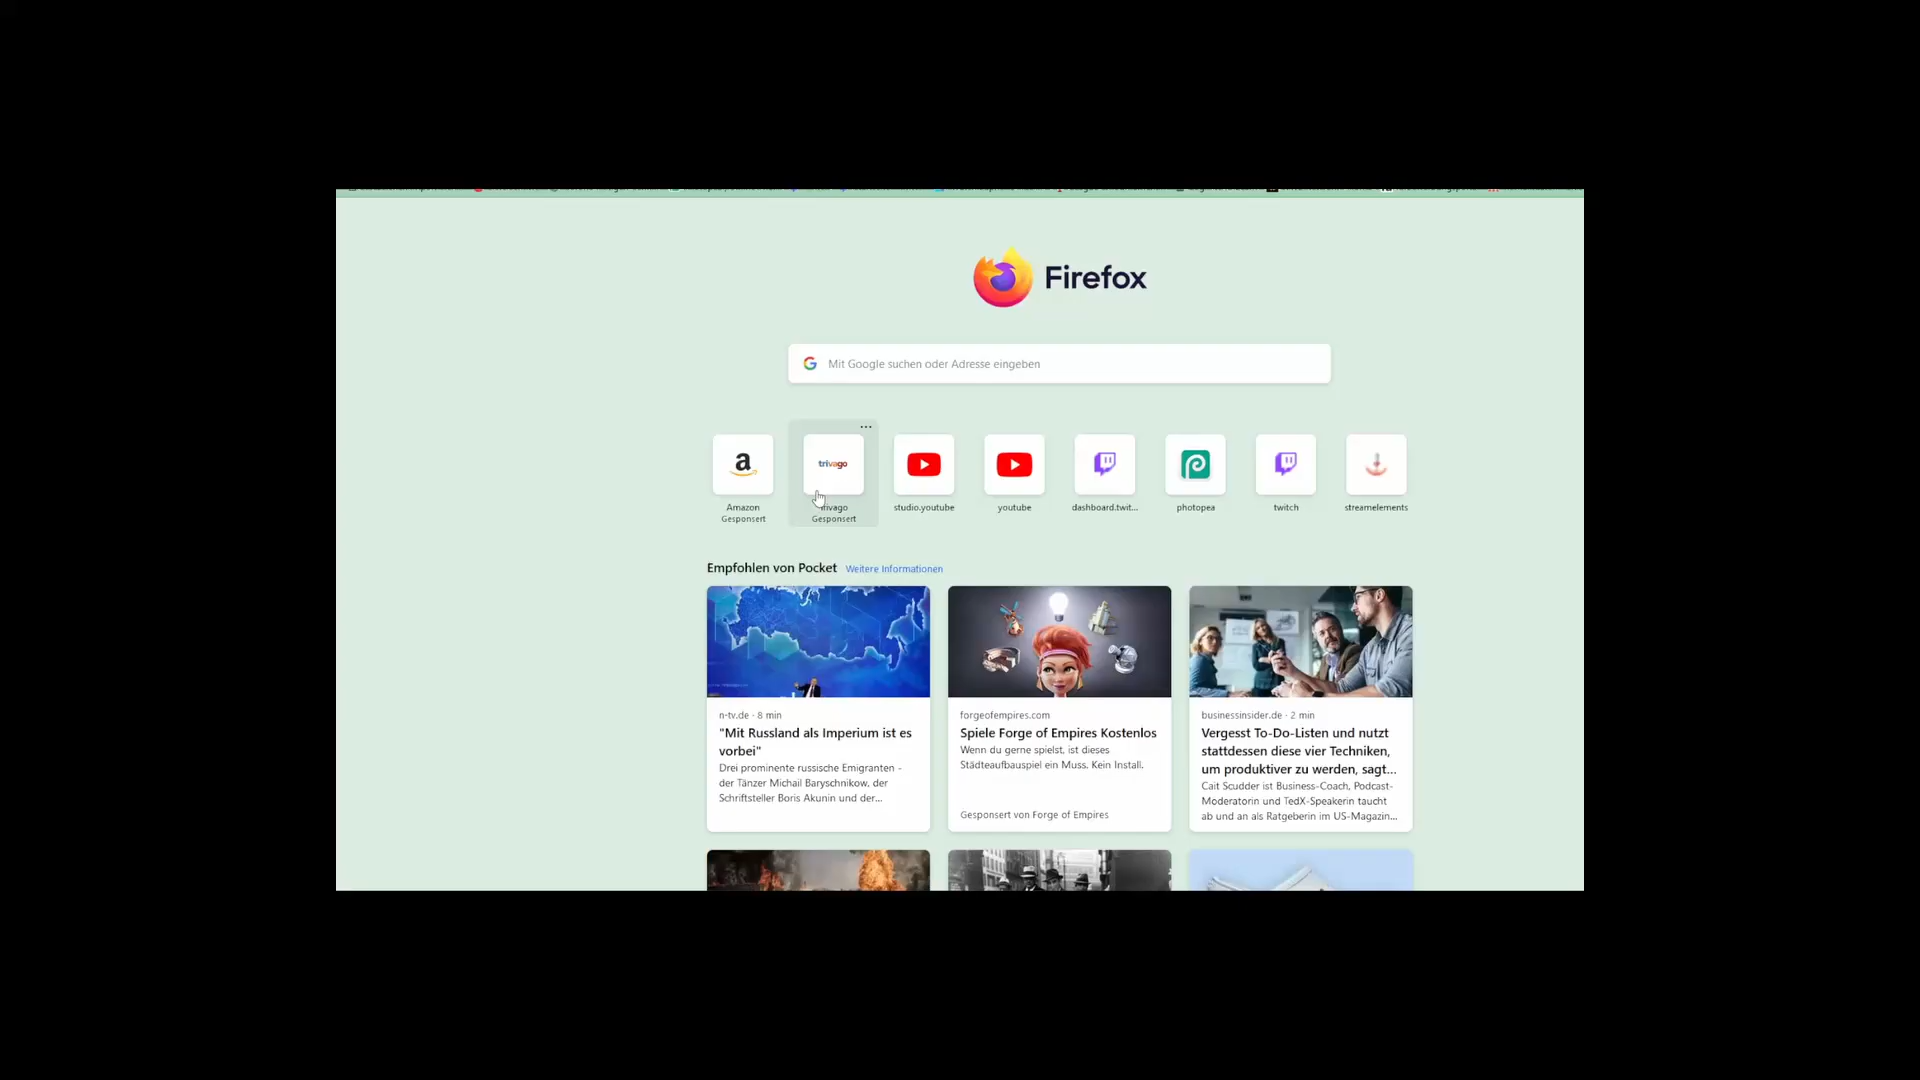 Firefox
Mit Google suchen oder Adresse eingeben
a
trivago
Amazon
Gesponsert
Gesponsert
studio.youtube
youtube
dashboard.twit...
photopea
twitch
streamelements
Empfohlen von Pocket Weitere Informationen
n-tv.de · 8 min
"Mit Russland als Imperium ist es
vorbei"
Drei prominente russische Emigranten -
der Tänzer Michail Baryschnikow, der
Schriftsteller Boris Akunin und der...
forgeofempires.com
Spiele Forge of Empires Kostenlos
Wenn du gerne spielst, ist dieses
Städteaufbauspiel ein Muss. Kein Install.
Gesponsert von Forge of Empires
businessinsider.de · 2 min
Vergesst To-Do-Listen und nutzt
stattdessen diese vier Techniken,
um produktiver zu werden, sagt...
Cait Scudder ist Business-Coach, Podcast-
Moderatorin und TedX-Speakerin taucht
ab und an als Ratgeberin im US-Magazin...